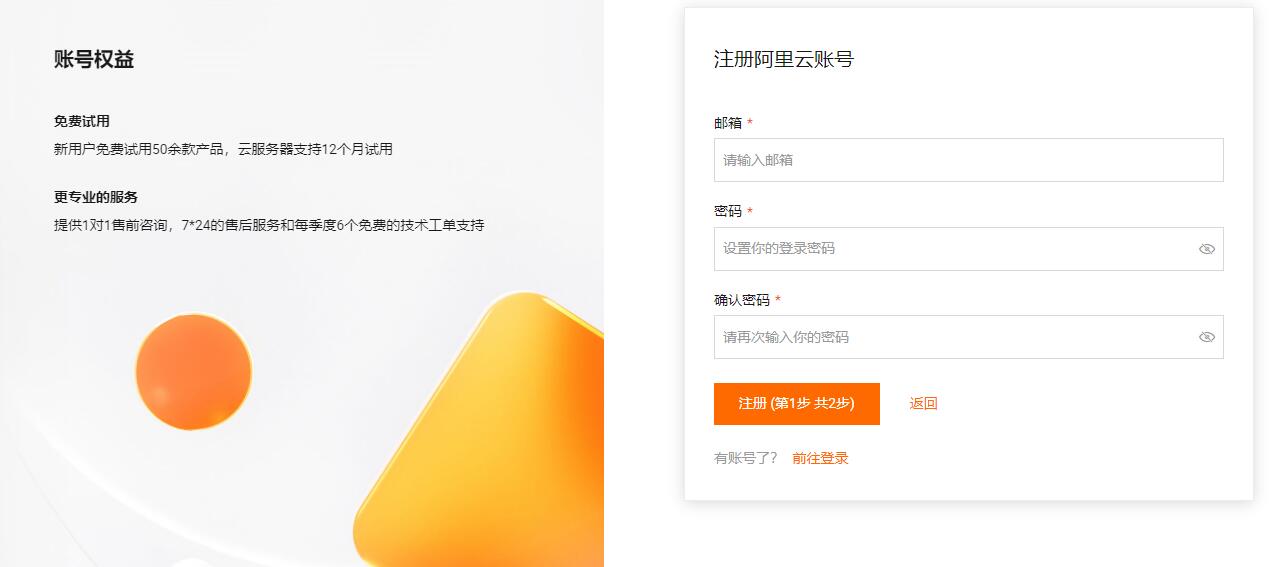 账号权益
免费试用
新用户免费试用50余款产品，云服务器支持12个月试用
更专业的服务
提供1对1售前咨询，7*24的售后服务和每季度6个免费的技术工单支持
注册阿里云账号
邮箱 *
请输入邮箱
密码 *
设置你的登录密码
确认密码 *
请再次输入你的密码
注册 (第1步 共2步) 返回
有账号了？ 前往登录